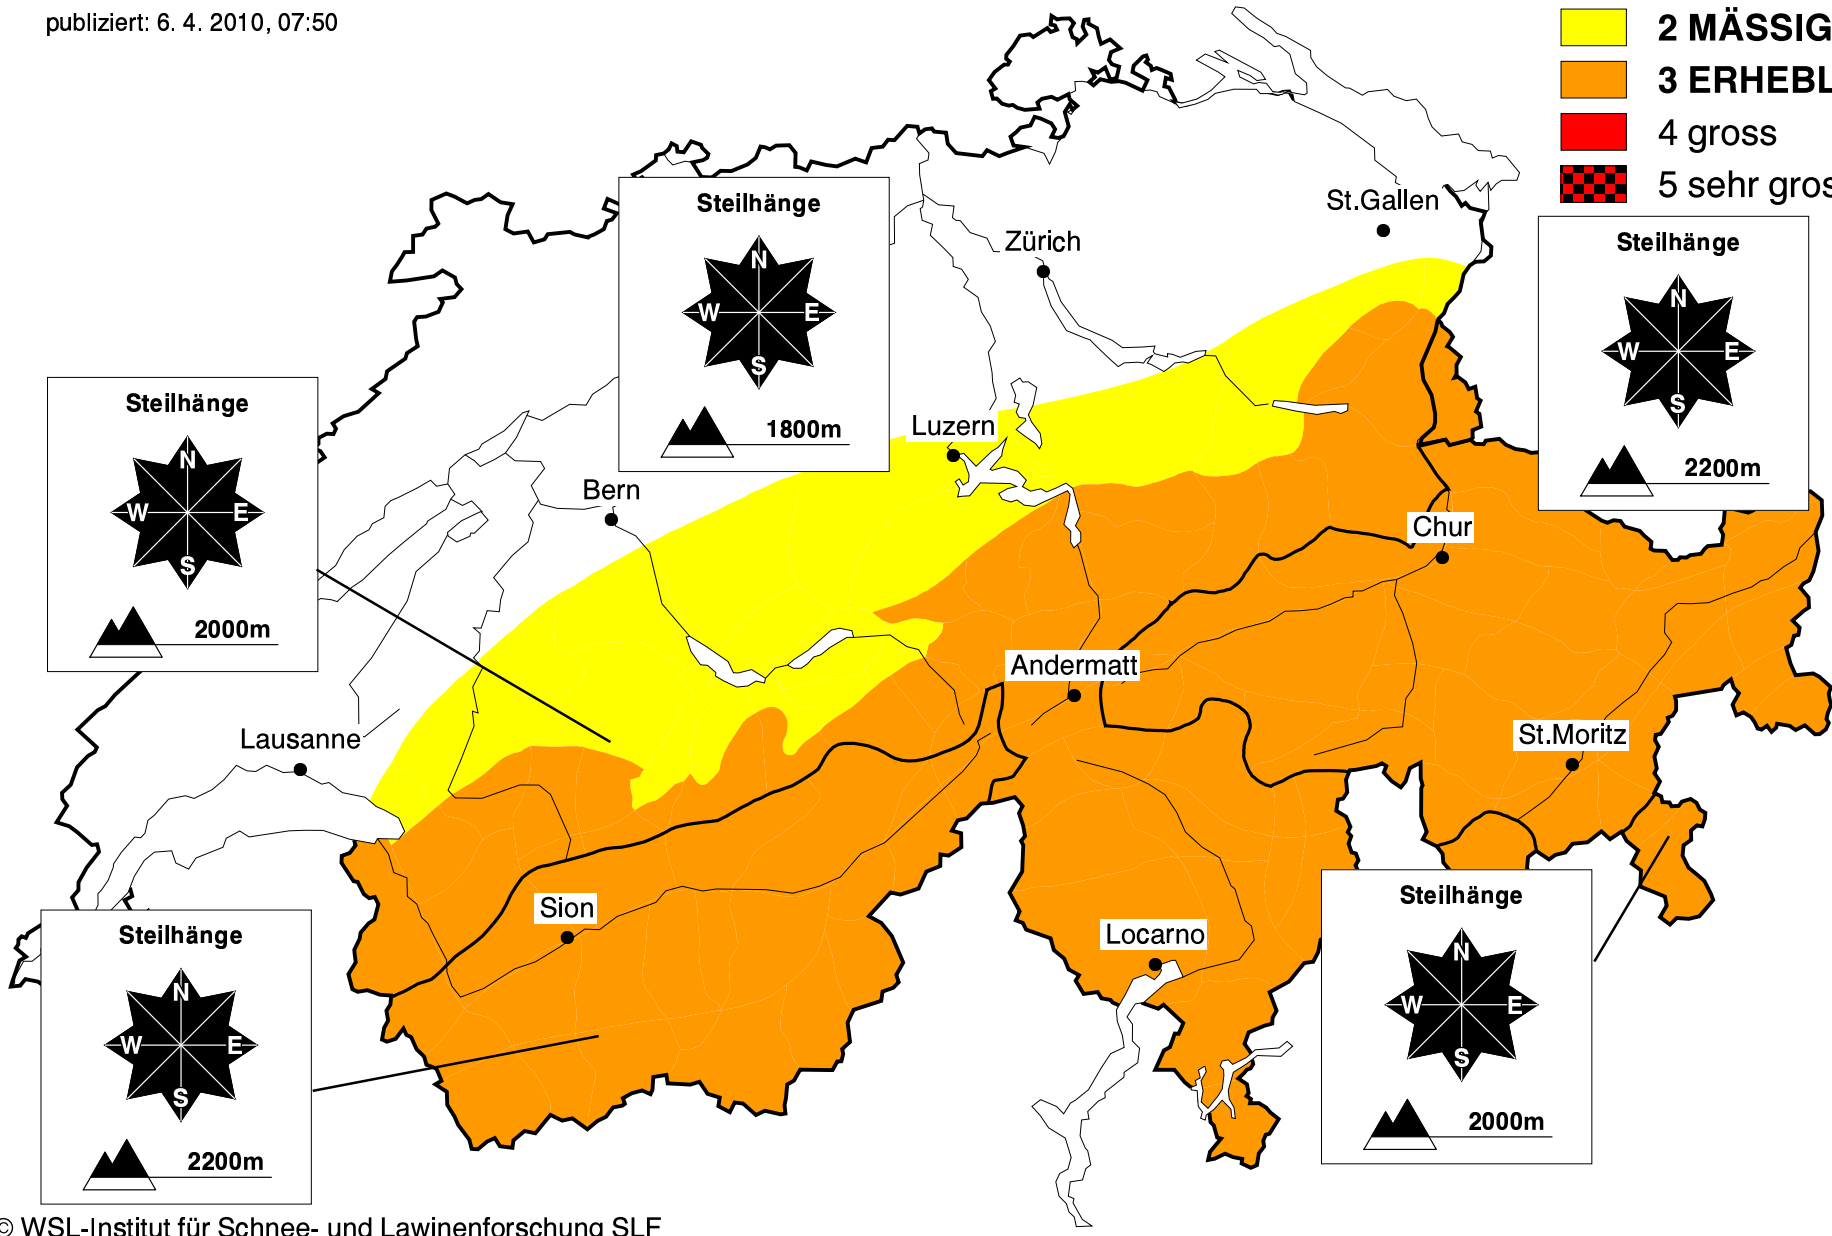 publiziert: 6. 4. 2010, 07:50
2 MÄSSIG
3 ERHEBL
4 gross
5 sehr gros
St.Gallen
Zürich
Luzern
Bern
Chur
Andermatt
St.Moritz
Lausanne
Sion
Locarno
Steilhänge
N
W E
S
1800m
Steilhänge
N
W E
S
2200m
Steilhänge
N
W E
S
2000m
Steilhänge
N
W E
S
2200m
Steilhänge
N
W E
S
2000m
© WSL-Institut für Schnee- und Lawinenforschung SLF